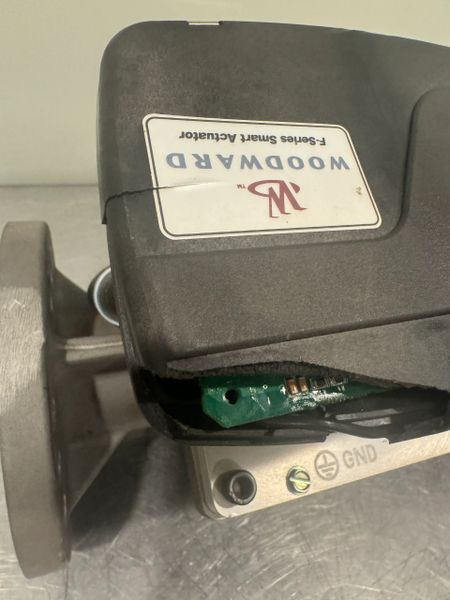 WOODWARD
™
F-Series Smart Actuator
GND